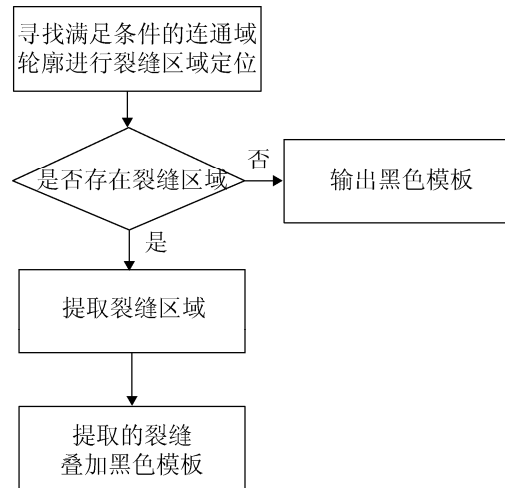 寻找满足条件的连通域
轮廓进行裂缝区域定位
是否存在裂缝区域
否
输出黑色模板
是
提取裂缝区域
提取的裂缝
叠加黑色模板